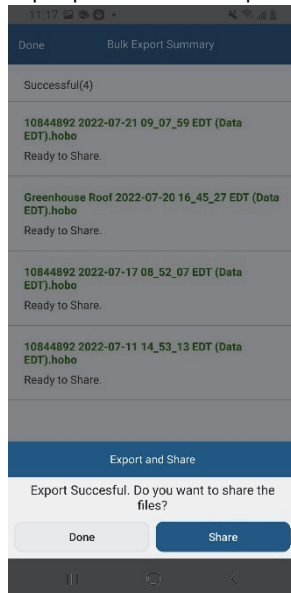 11:17
Done Bulk Export Summary
Successful(4)
10844892 2022-07-21 09_07_59 EDT (Data
EDT).hobo
Ready to Share.
Greenhouse Roof 2022-07-20 16_45_27 EDT (Data
EDT).hobo
Ready to Share.
10844892 2022-07-17 08_52_07 EDT (Data
EDT).hobo
Ready to Share.
10844892 2022-07-11 14_53_13 EDT (Data
EDT).hobo
Ready to Share.
Export and Share
Export Succesful. Do you want to share the
files?
Done Share